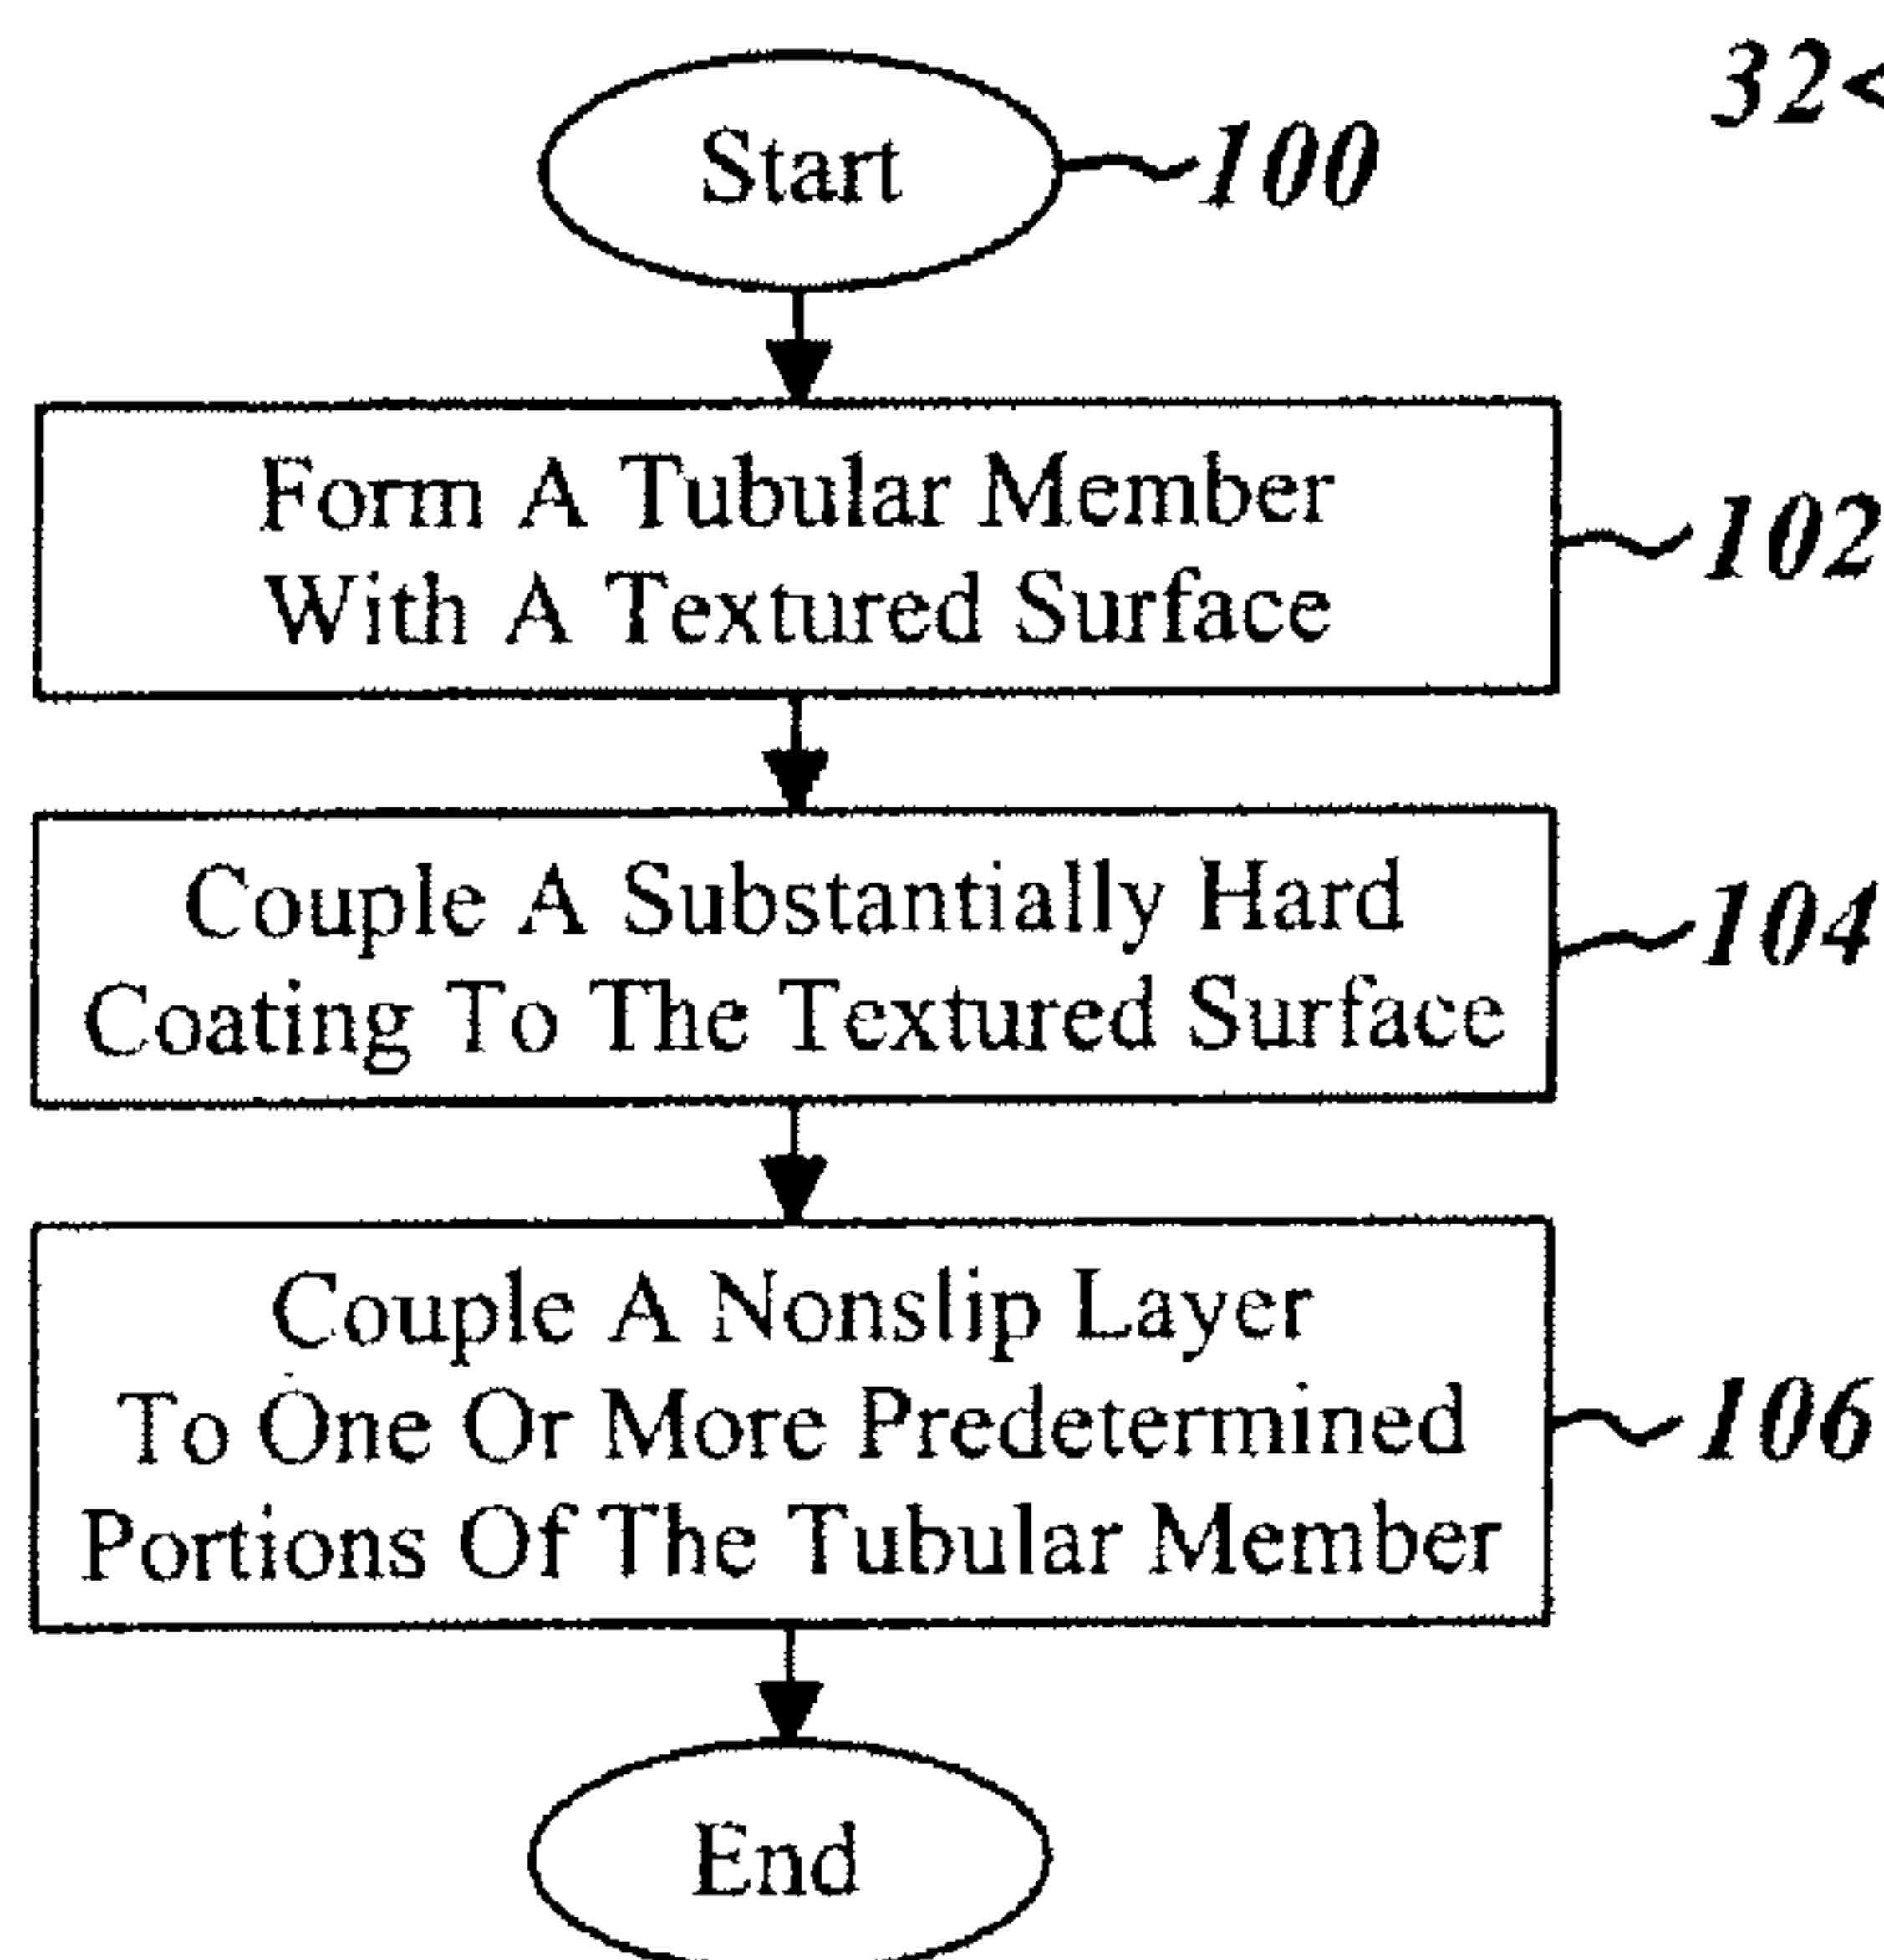 Start
100
32
Form A Tubular Member
With A Textured Surface
102
Couple A Substantially Hard
Coating To The Textured Surface
104
Couple A Nonslip Layer
To One Or More Predetermined
Portions Of The Tubular Member
106
End